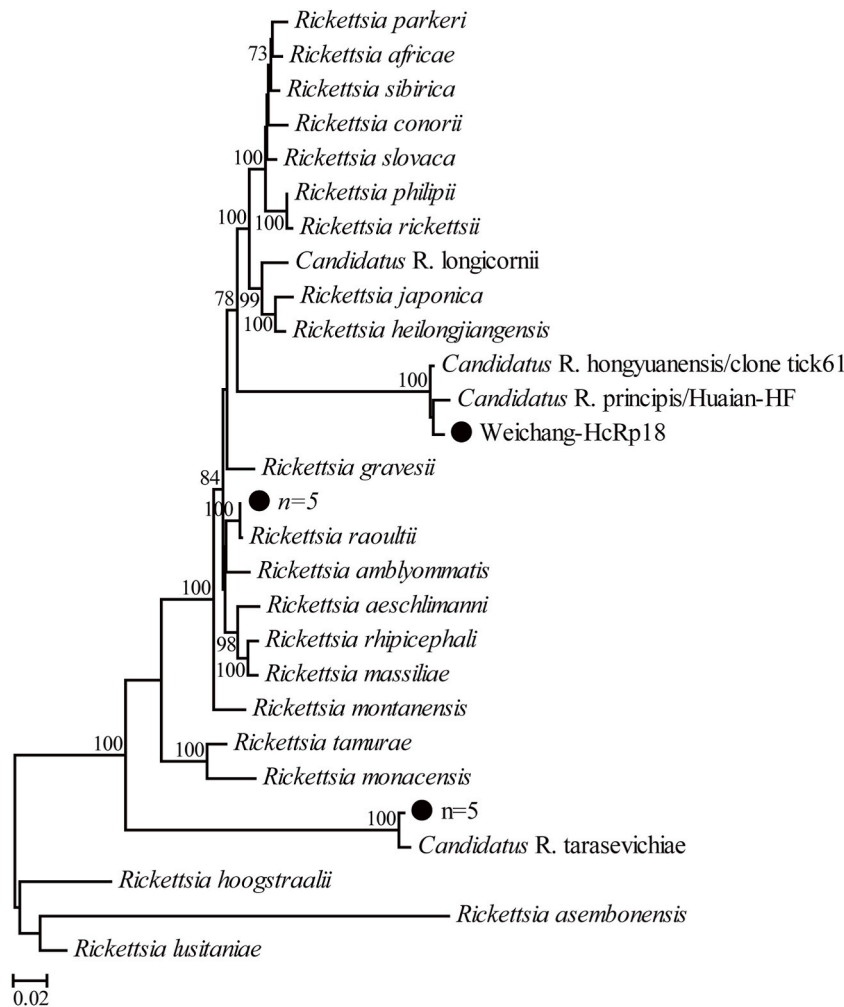 Rickettsia parkeri
73
Rickettsia africae
Rickettsia sibirica
Rickettsia conorii
100
Rickettsia slovaca
Rickettsia philipii
100
100
Rickettsia rickettsii
Candidatus R. longicornii
78
99
Rickettsia japonica
100
Rickettsia heilongjiangensis
Candidatus R. hongyuanensis/clone tick61
100
Candidatus R. principis/Huaian-HF
Weichang-HcRp18
Rickettsia gravesii
84
n=5
100
Rickettsia raoultii
Rickettsia amblyommatis
100
Rickettsia aeschlimanni
Rickettsia rhipicephali
98
100
Rickettsia massiliae
Rickettsia montanensis
100
100
Rickettsia tamurae
Rickettsia monacensis
n=5
100
Candidatus R. tarasevichiae
Rickettsia hoogstraalii
Rickettsia asembonensis
Rickettsia lusitaniae
0.02